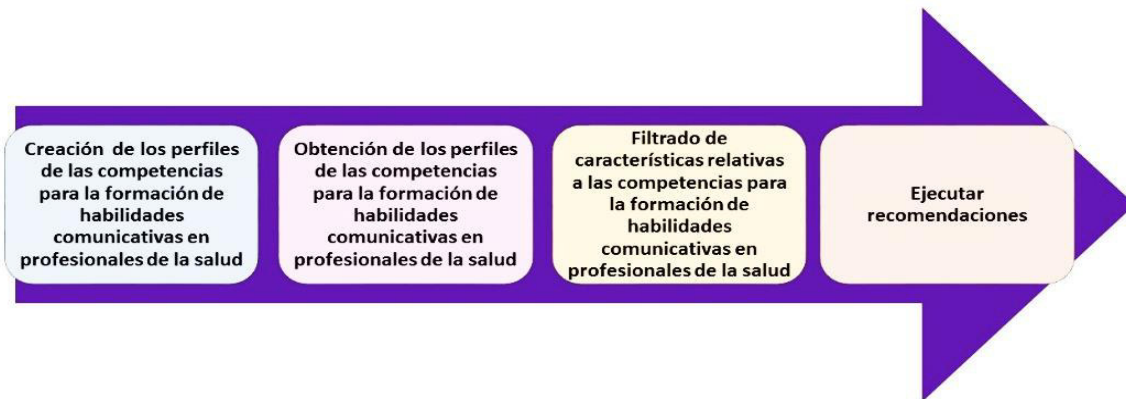 Creación de los perfiles
de las competencias
para la formación de
habilidades
comunicativas en
profesionales de la salud
Obtención de los perfiles
de las competencias
para la formación de
habilidades
comunicativas en
profesionales de la salud
Filtrado de
características relativas
a las competencias para
la formación de
habilidades
comunicativas en
profesionales de la salud
Ejecutar
recomendaciones